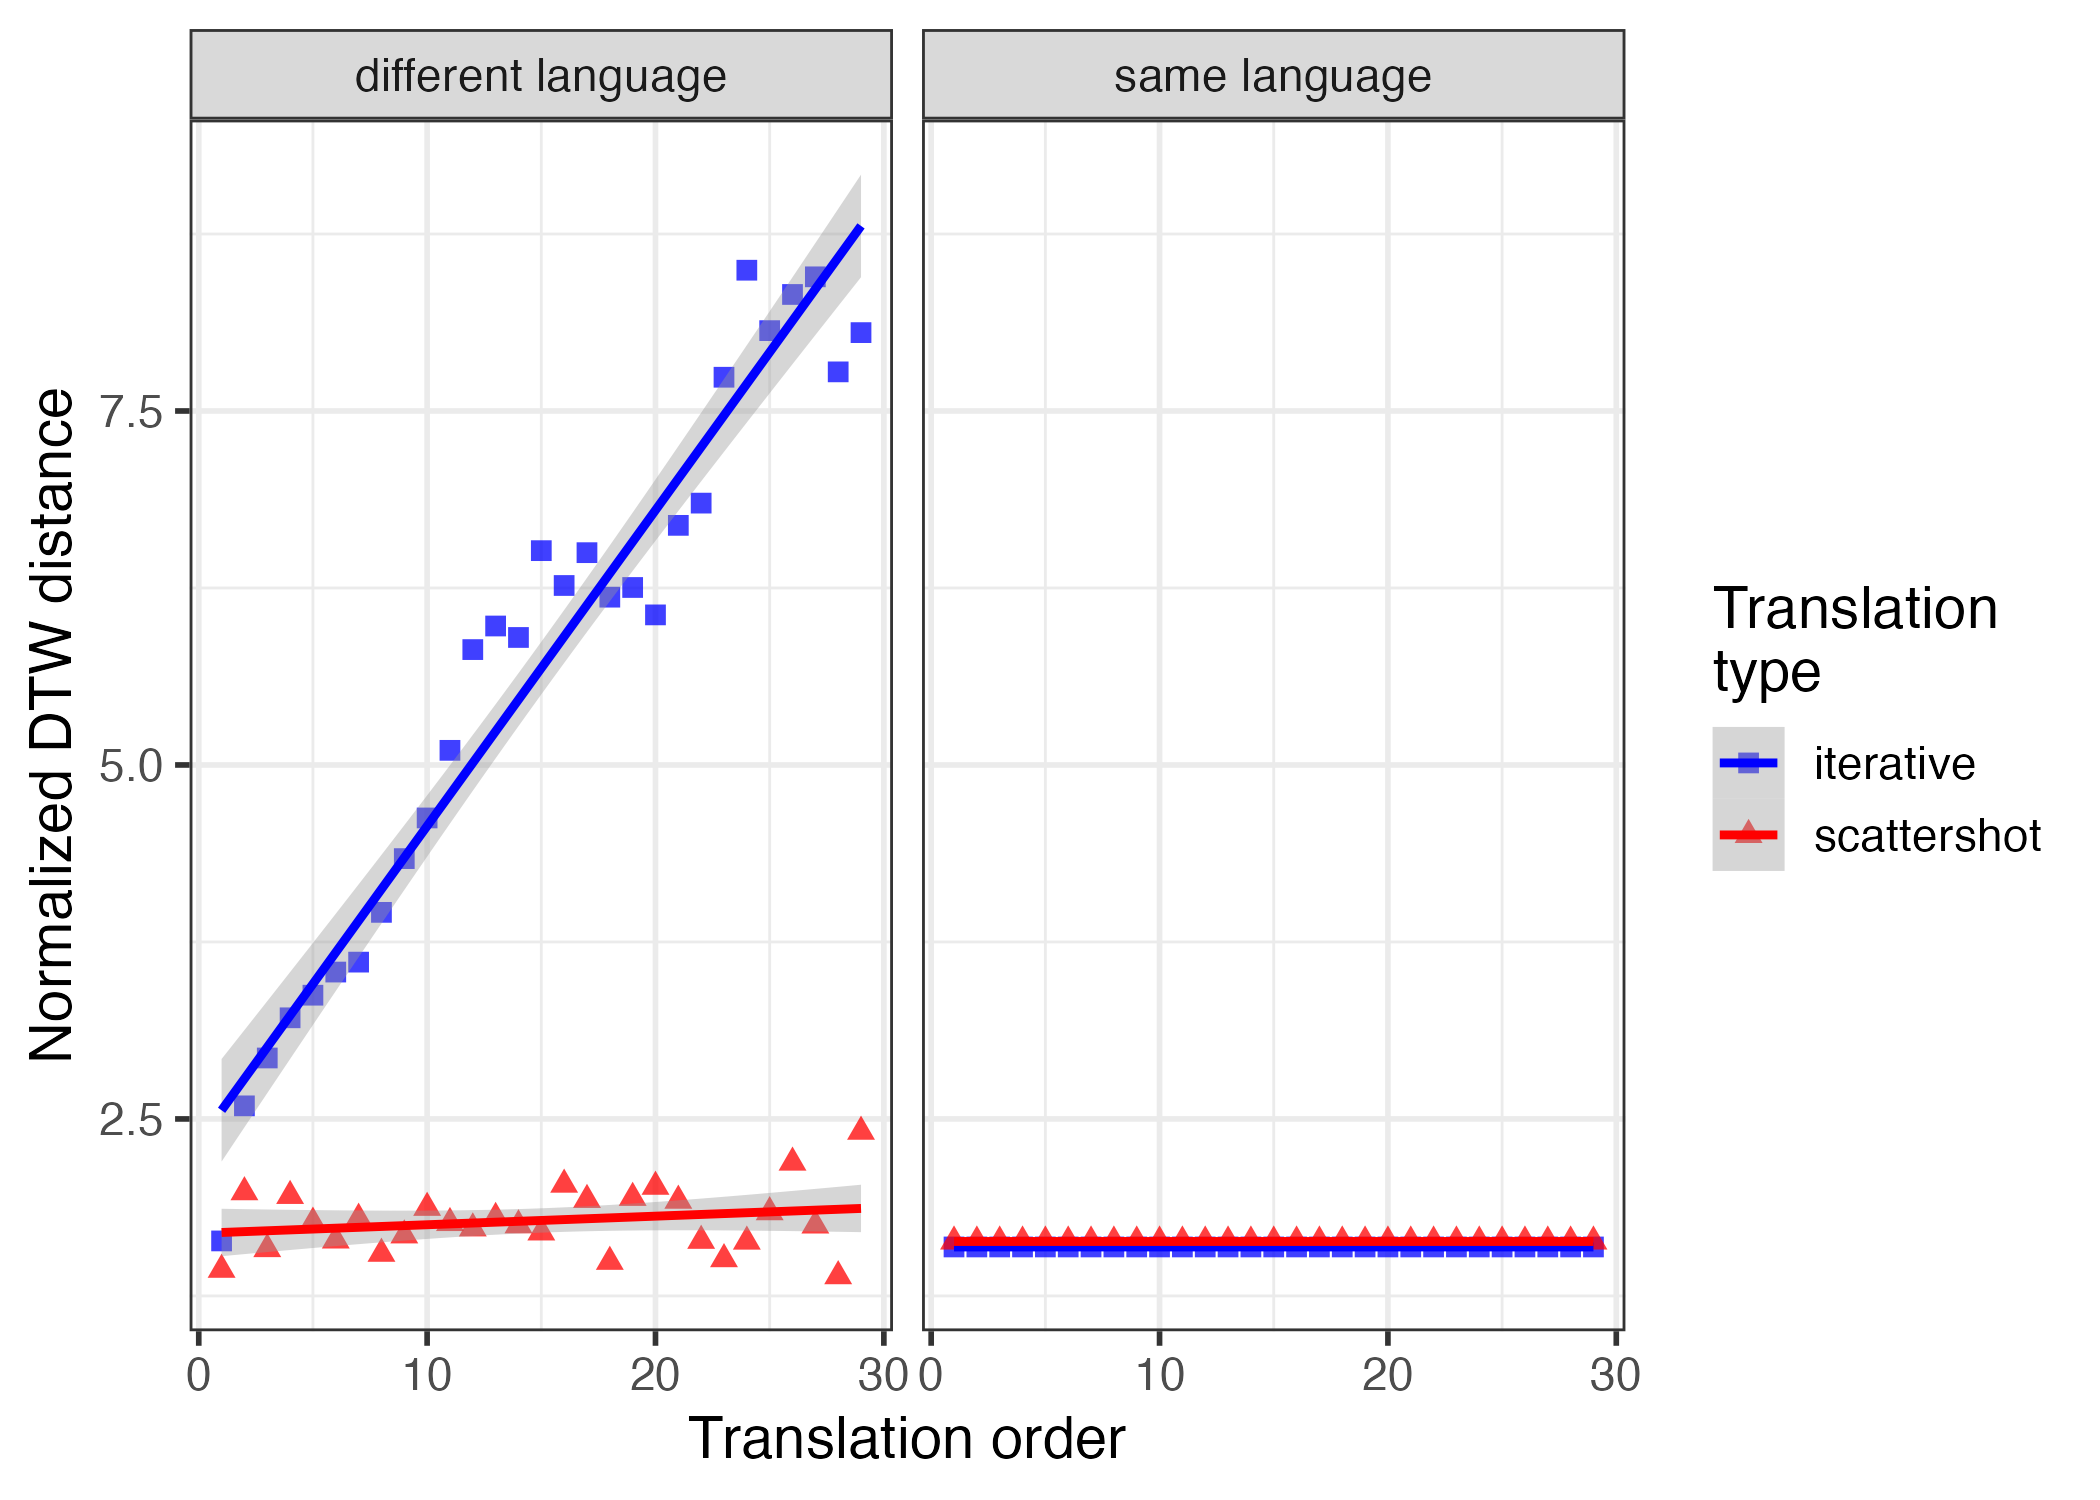 different language
same language
Normalized DTW distance
7.5
5.0
2.5
0
10
20
30
0
10
20
30
Translation order
Translation
type
iterative
scattershot